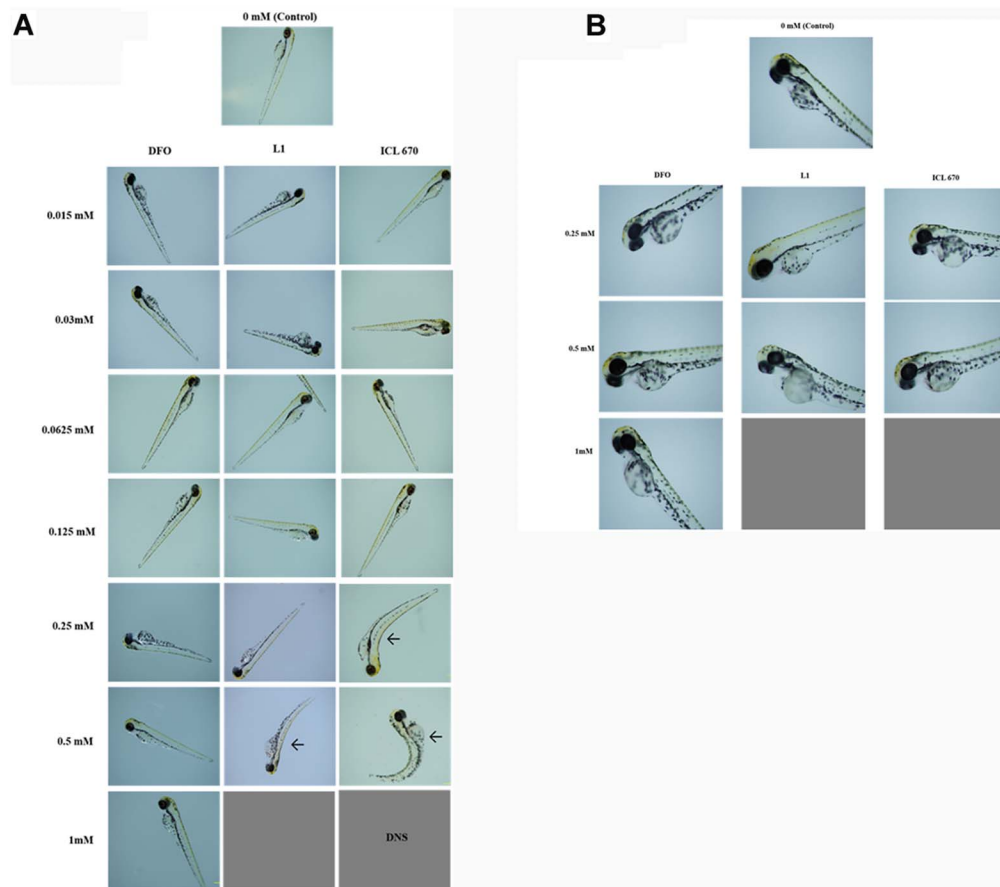 A
0 mM (Control)
DFO L1 ICL 670
0.015 mM
0.03mM
0.0625 mM
0.125 mM
0.25 mM
0.5 mM
1mM
DNS
B
0 mM (Control)
DFO L1 ICL 670
0.25 mM
0.5 mM
1mM